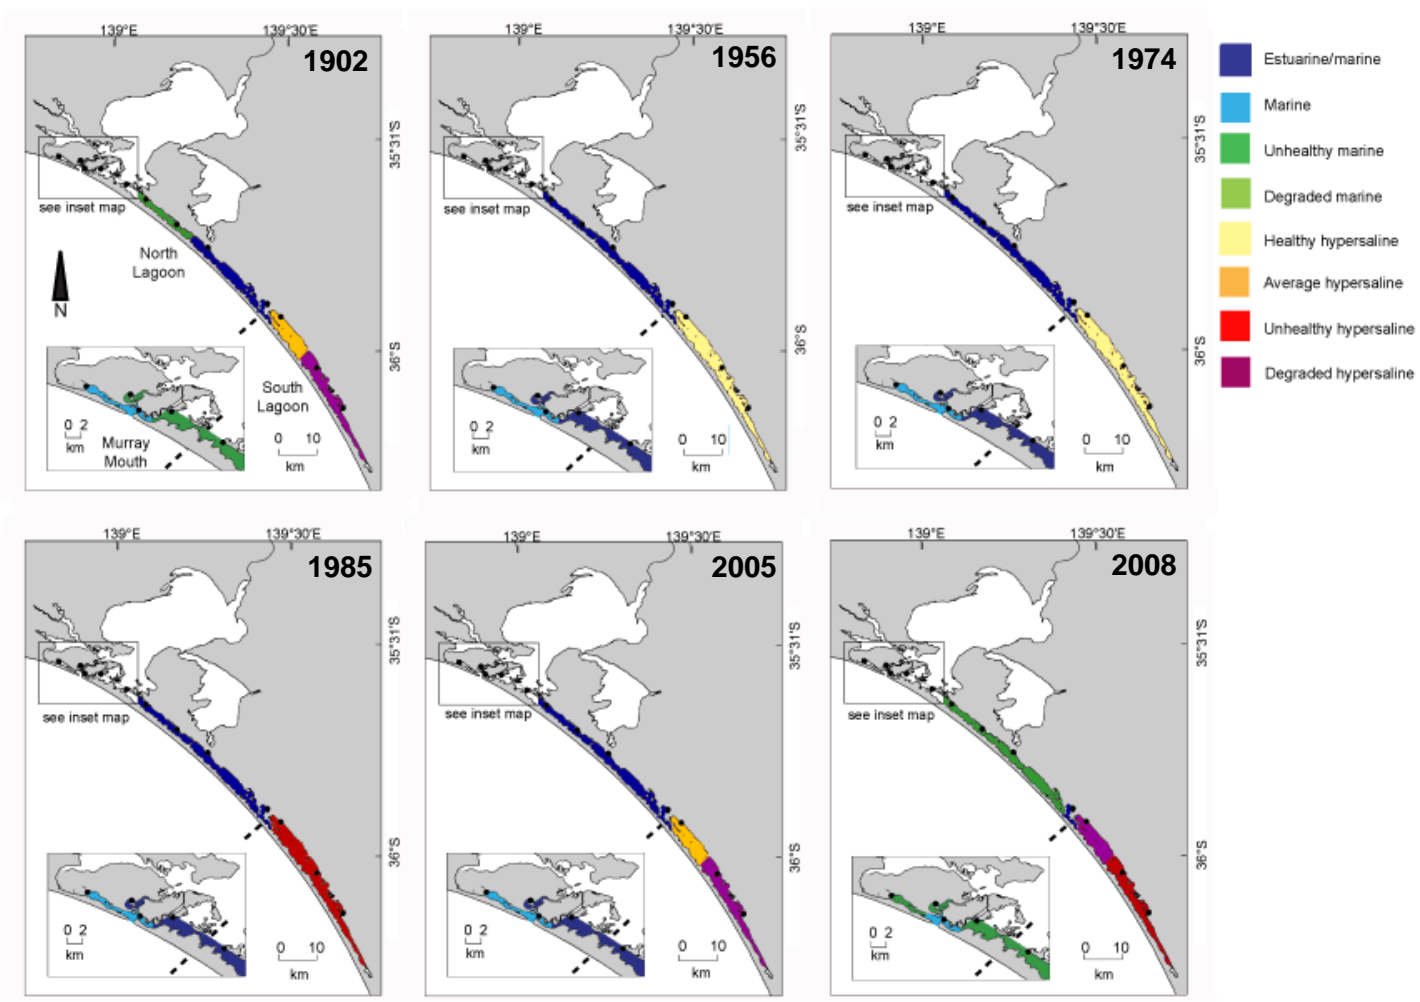 139°E
139°30'E
1902
35°31'S
see inset map
North
Lagoon
N
36°S
South
Lagoon
0 2
km
Murray
Mouth
0 10
km
139°E
139°30'E
1956
35°31'S
see inset map
36°S
0 2
km
0 10
km
139°E
139°30'E
1974
35°31'S
see inset map
36°S
0 2
km
0 10
km
Estuarine/marine
Marine
Unhealthy marine
Degraded marine
Healthy hypersaline
Average hypersaline
Unhealthy hypersaline
Degraded hypersaline
139°E
139°30'E
1985
35°31'S
see inset map
36°S
0 2
km
0 10
km
139°E
139°30'E
2005
35°31'S
see inset map
36°S
0 2
km
0 10
km
139°E
139°30'E
2008
35°31'S
see inset map
36°S
0 2
km
0 10
km